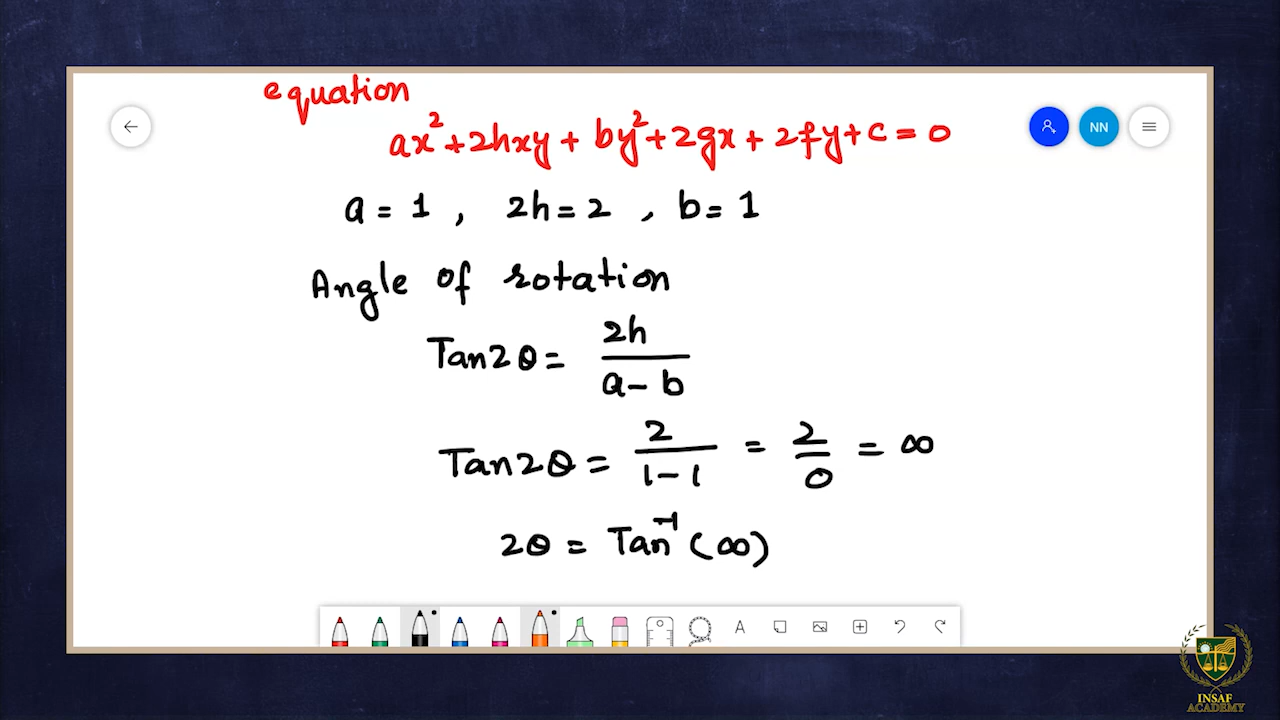 equation
ax²+2hxy+by²+2gx+2fy+c=0
NN
a=1, 2h=2, b=1
Angle of rotation
Tan2θ= 2h/a-b
Tan2θ= 2/1-1 = 2/0 = ∞
2θ= Tan⁻¹(∞)
A
INSAF
ACADEMY